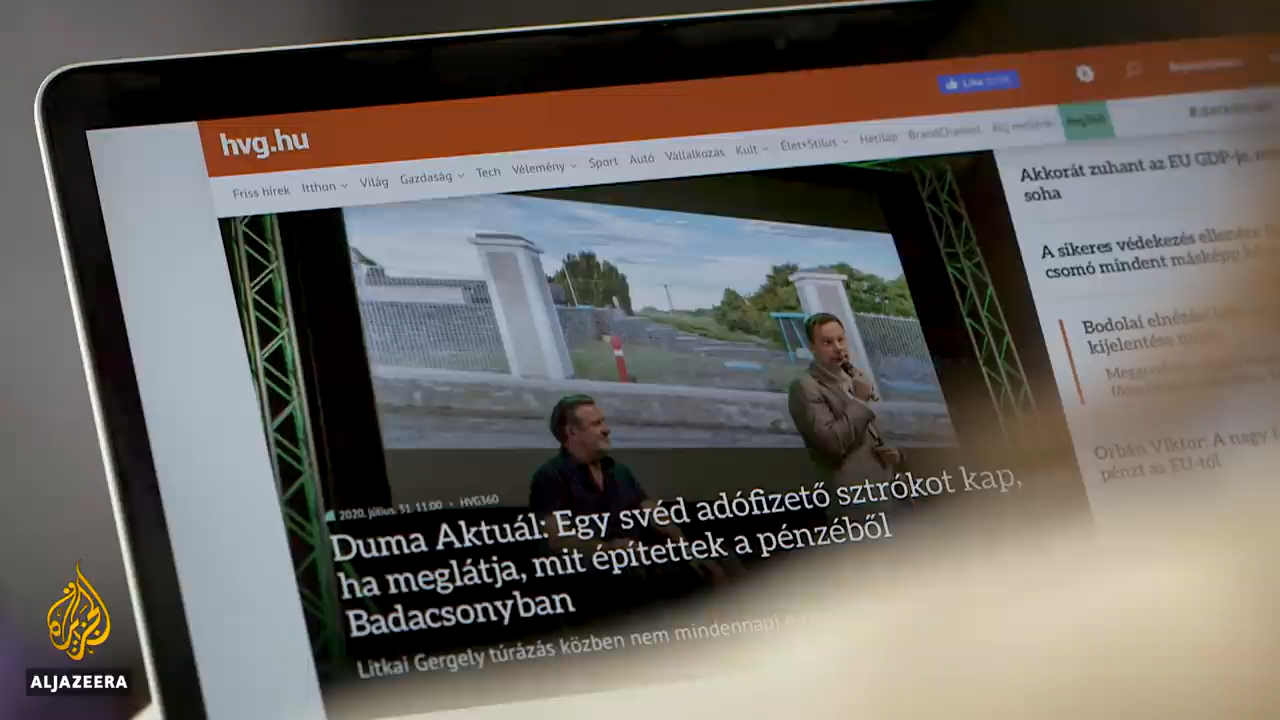 hvg.hu
Like
Friss hírek Itthon Világ Gazdaság Tech Vélemény Sport Autó Vállalkozás Kult Élet+Stílus Hetilap BrandChannel
hvg360
Akkorát zuhant az EU GDP-je,
soha
A sikeres védekezés
csomó mindent másképp
Bodolai
kijelentése
Orbán Viktor: A nagy
pénzt az EU-tól
2020. július. 31. 11:00 • HVG360
Duma Aktuál: Egy svéd adófizető sztrókot kap,
ha meglátja, mit építettek a pénzéből
Badacsonyban
Litkai Gergely túrázás közben nem mindennapi
ALJAZEERA